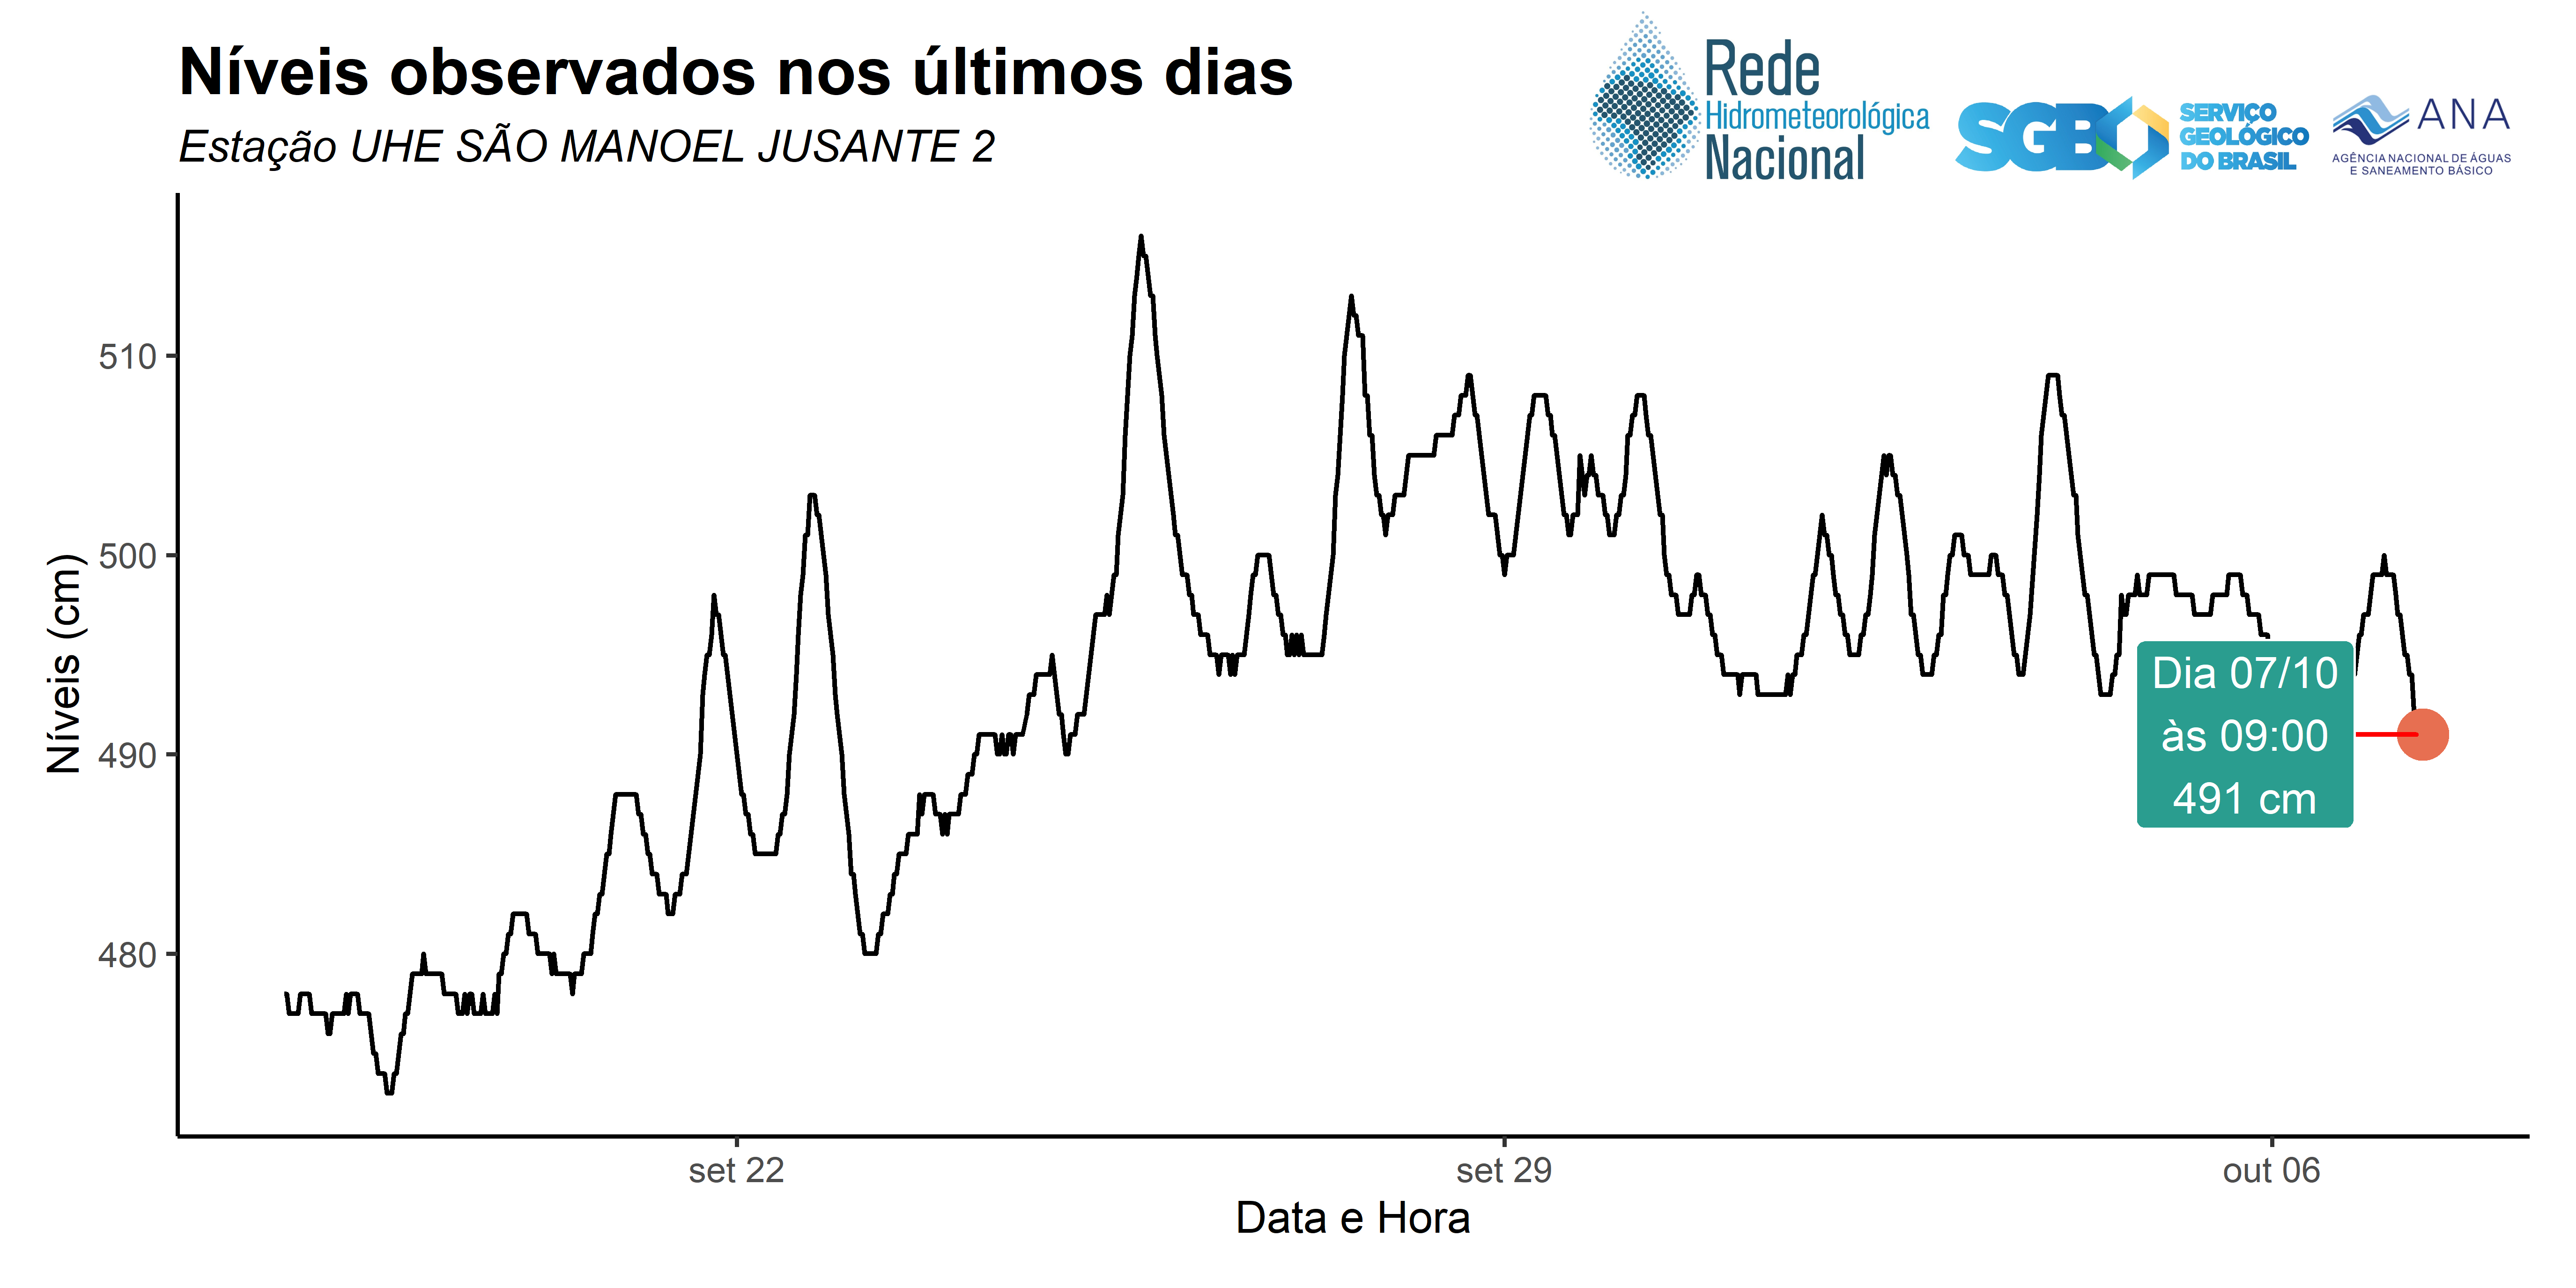 Níveis observados nos últimos dias
Estação UHE SÃO MANOEL JUSANTE 2
Rede
Hidrometeorológica
Nacional
SGB
SERVIÇO
GEOLÓGICO
DO BRASIL
ANA
AGÊNCIA NACIONAL DE ÁGUAS
E SANEAMENTO BÁSICO
Níveis (cm)
510
500
490
480
Dia 07/10
às 09:00
491 cm
set 22
set 29
out 06
Data e Hora